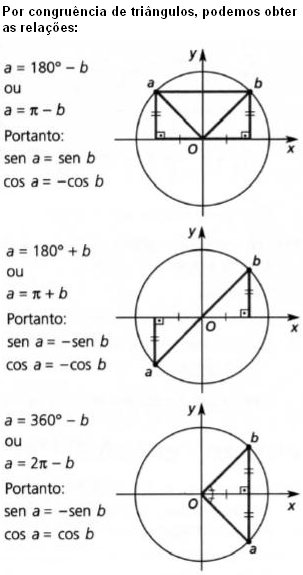 Por congruência de triângulos, podemos obter
as relações:
a = 180° − b
ou
a = π − b
Portanto:
sen a = sen b
cos a = −cos b
y
a
b
O
x
a = 180° + b
ou
a = π + b
Portanto:
sen a = −sen b
cos a = −cos b
y
b
O
x
a
a = 360° − b
ou
a = 2π − b
Portanto:
sen a = −sen b
cos a = cos b
y
b
O
x
a